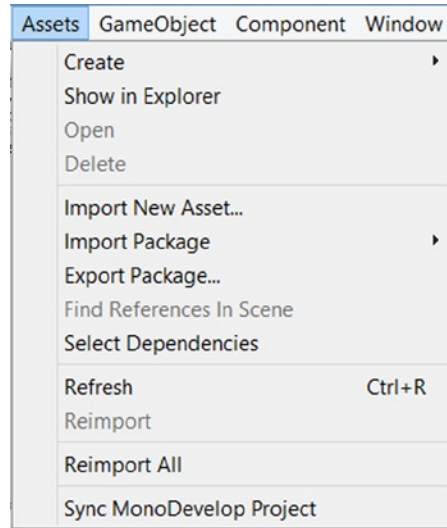 Assets GameObject Component Window
Create
Show in Explorer
Open
Delete
Import New Asset...
Import Package
Export Package...
Find References In Scene
Select Dependencies
Refresh Ctrl+R
Reimport
Reimport All
Sync MonoDevelop Project